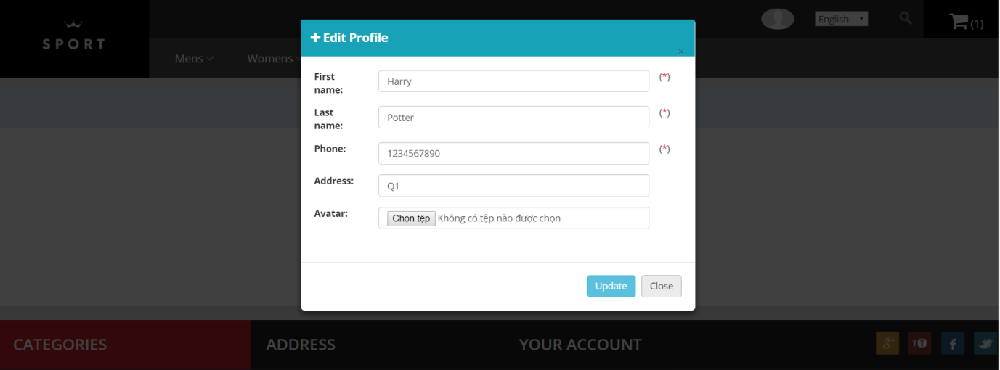 SPORT
English
(1)
Mens
Womens
Edit Profile
×
First name:
Harry
(*)
Last name:
Potter
(*)
Phone:
1234567890
(*)
Address:
Q1
Avatar:
Chọn tệp Không có tệp nào được chọn
Update
Close
CATEGORIES
ADDRESS
YOUR ACCOUNT
8+